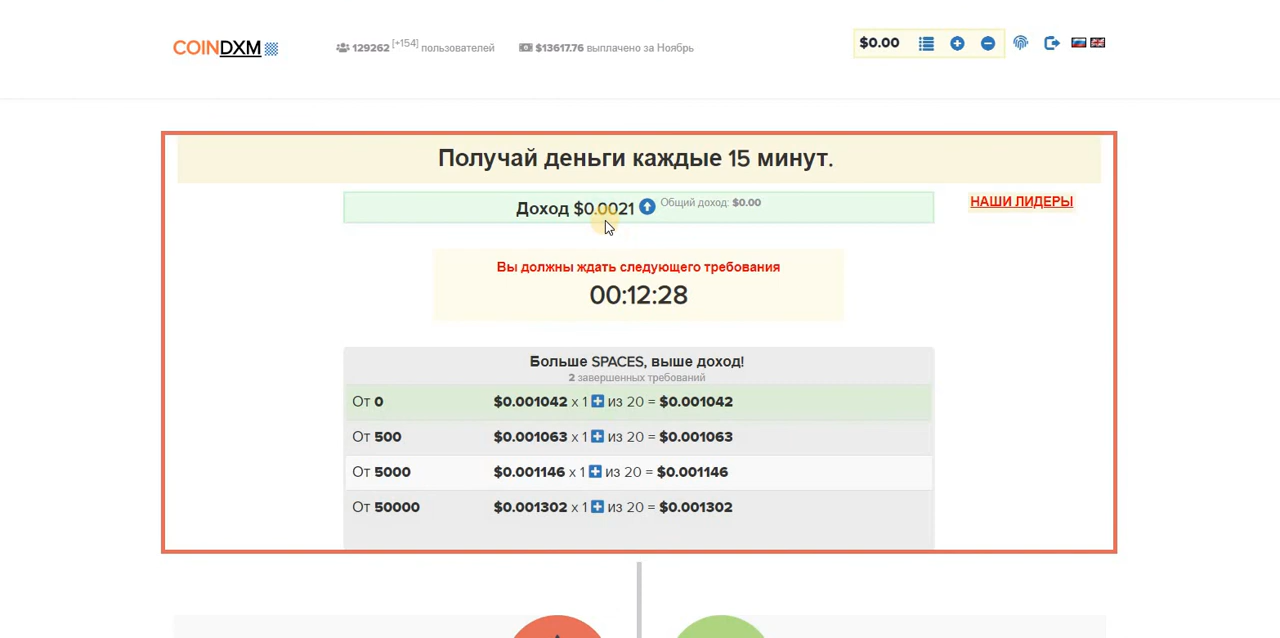 COINDXM
129262 [+154] пользователей
$13617.76 выплачено за Ноябрь
$0.00
Получай деньги каждые 15 минут.
Доход $0.0021 Общий доход: $0.00
НАШИ ЛИДЕРЫ
Вы должны ждать следующего требования
00:12:28
Больше SPACES, выше доход!
2 завершенных требований
От 0 $0.001042 x 1 из 20 = $0.001042
От 500 $0.001063 x 1 из 20 = $0.001063
От 5000 $0.001146 x 1 из 20 = $0.001146
От 50000 $0.001302 x 1 из 20 = $0.001302